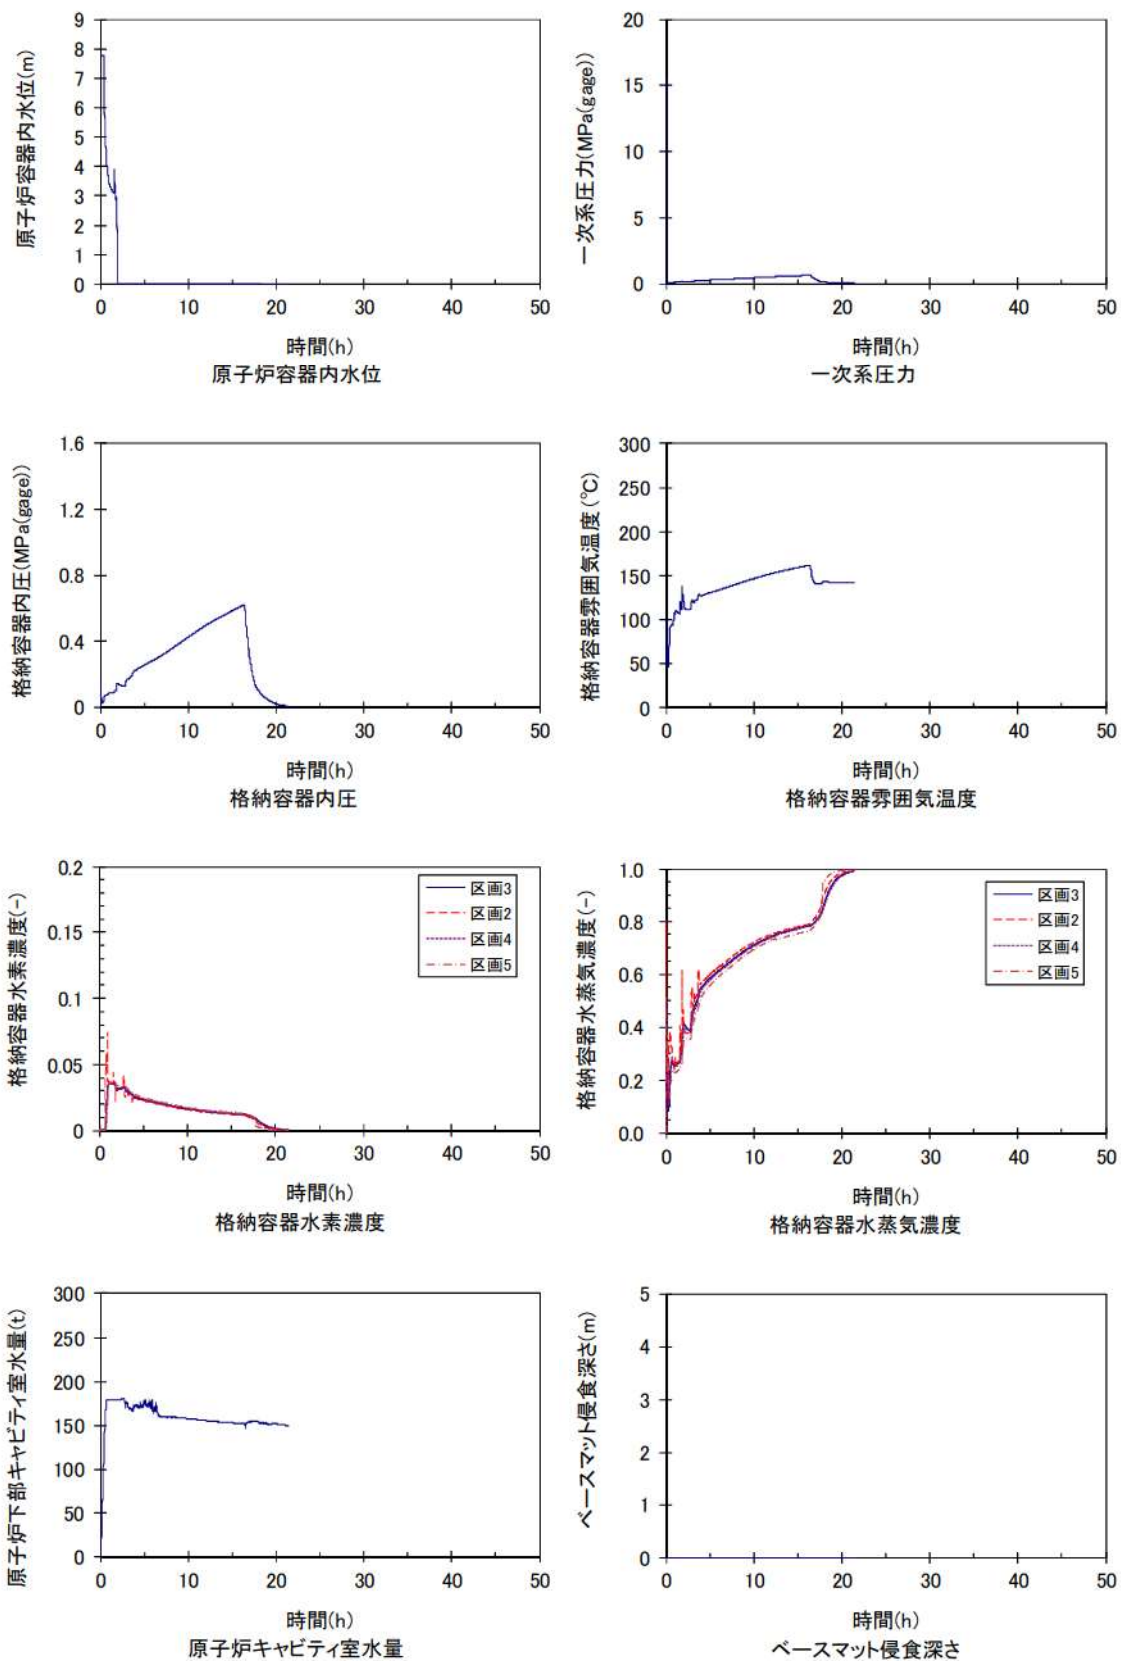 原子炉容器内水位(m)
9
8
7
6
5
4
3
2
1
0
0 10 20 30 40 50
時間(h)
原子炉容器内水位
一次系圧力(MPa(gage))
20
15
10
5
0
0 10 20 30 40 50
時間(h)
一次系圧力
格納容器内圧(MPa(gage))
1.6
1.2
0.8
0.4
0
0 10 20 30 40 50
時間(h)
格納容器内圧
格納容器雰囲気温度(℃)
300
250
200
150
100
50
0
0 10 20 30 40 50
時間(h)
格納容器雰囲気温度
格納容器水素濃度(-)
0.2
0.15
0.1
0.05
0
区画3
区画2
区画4
区画5
0 10 20 30 40 50
時間(h)
格納容器水素濃度
格納容器水蒸気濃度(-)
1.0
0.8
0.6
0.4
0.2
0.0
区画3
区画2
区画4
区画5
0 10 20 30 40 50
時間(h)
格納容器水蒸気濃度
原子炉下部キャビティ室水量(t)
300
250
200
150
100
50
0
0 10 20 30 40 50
時間(h)
原子炉キャビティ室水量
ベースマット侵食深さ(m)
5
4
3
2
1
0
0 10 20 30 40 50
時間(h)
ベースマット侵食深さ